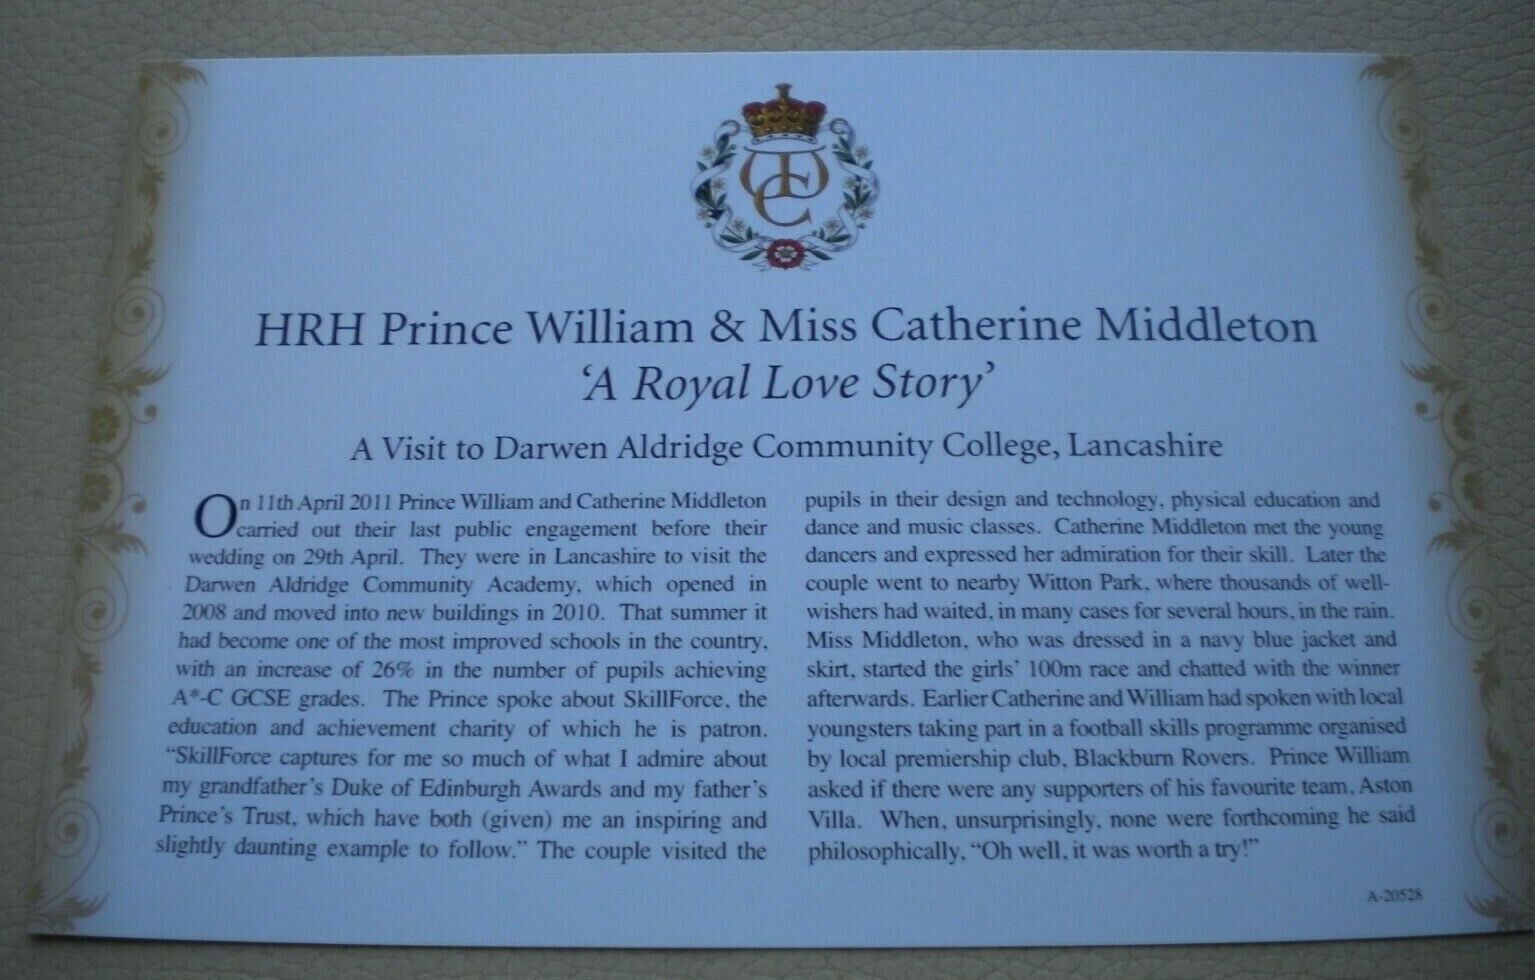 HRH Prince William & Miss Catherine Middleton
‘A Royal Love Story’
A Visit to Darwen Aldridge Community College, Lancashire
On 11th April 2011 Prince William and Catherine Middleton
carried out their last public engagement before their
wedding on 29th April. They were in Lancashire to visit the
Darwen Aldridge Community Academy, which opened in
2008 and moved into new buildings in 2010. That summer it
had become one of the most improved schools in the country,
with an increase of 26% in the number of pupils achieving
A*-C GCSE grades. The Prince spoke about SkillForce, the
education and achievement charity of which he is patron.
“SkillForce captures for me so much of what I admire about
my grandfather’s Duke of Edinburgh Awards and my father’s
Prince’s Trust, which have both (given) me an inspiring and
slightly daunting example to follow.” The couple visited the
pupils in their design and technology, physical education and
dance and music classes. Catherine Middleton met the young
dancers and expressed her admiration for their skill. Later the
couple went to nearby Witton Park, where thousands of well-
wishers had waited, in many cases for several hours, in the rain.
Miss Middleton, who was dressed in a navy blue jacket and
skirt, started the girls’ 100m race and chatted with the winner
afterwards. Earlier Catherine and William had spoken with local
youngsters taking part in a football skills programme organised
by local premiership club, Blackburn Rovers. Prince William
asked if there were any supporters of his favourite team, Aston
Villa. When, unsurprisingly, none were forthcoming he said
philosophically, “Oh well, it was worth a try!”
A-20528